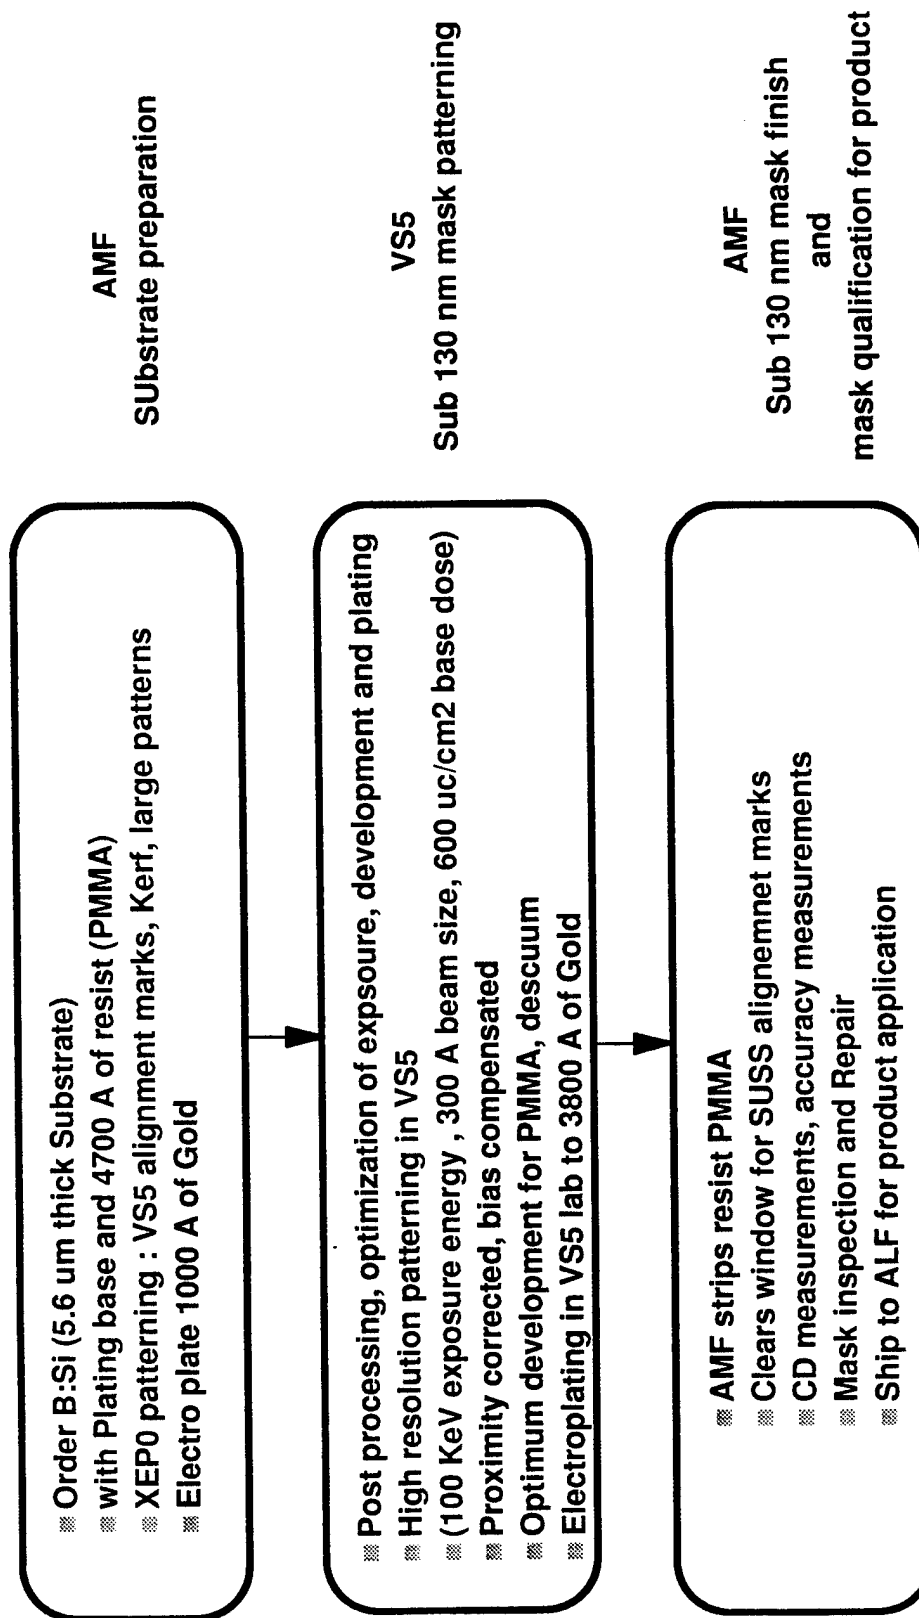 AMF
SUbstrate preparation
Order B:Si (5.6 um thick Substrate)
with Plating base and 4700 A of resist (PMMA)
XEP0 patterning : VS5 alignment marks, Kerf, large patterns
Electro plate 1000 A of Gold
VS5
Sub 130 nm mask patterning
Post processing, optimization of expsoure, development and plating
High resolution patterning in VS5
(100 KeV exposure energy , 300 A beam size, 600 uc/cm2 base dose)
Proximity corrected, bias compensated
Optimum development for PMMA, descuum
Electroplating in VS5 lab to 3800 A of Gold
AMF
Sub 130 nm mask finish
and
mask qualification for product
AMF strips resist PMMA
Clears window for SUSS alignemnet marks
CD measurements, accuracy measurements
Mask inspection and Repair
Ship to ALF for product application